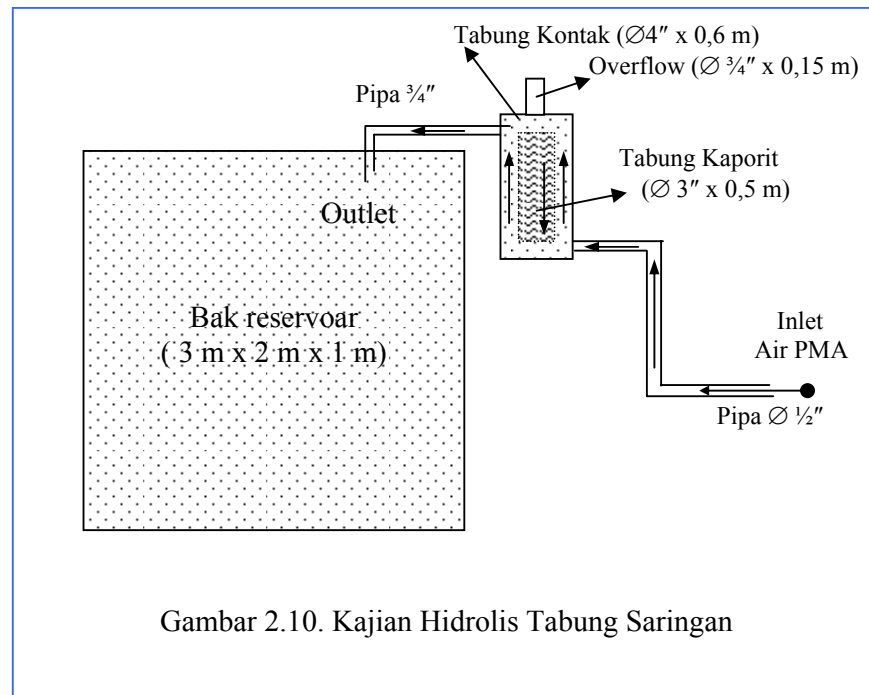 Tabung Kontak (∅4″ x 0,6 m)
Overflow (∅ ¾″ x 0,15 m)
Pipa ¾″
Tabung Kaporit
(∅ 3″ x 0,5 m)
Outlet
Bak reservoar
( 3 m x 2 m x 1 m)
Inlet
Air PMA
Pipa ∅ ½″
Gambar 2.10. Kajian Hidrolis Tabung Saringan